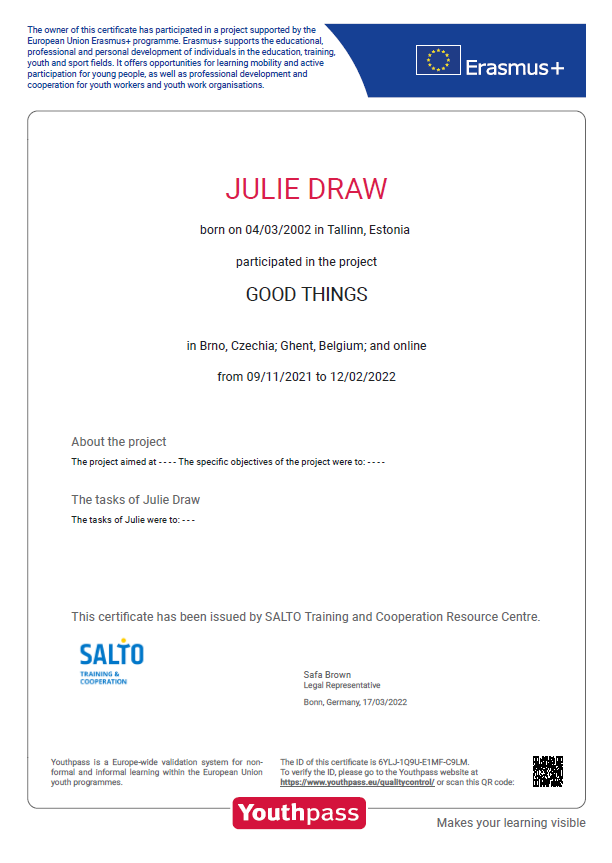 The owner of this certificate has participated in a project supported by the
European Union Erasmus+ programme. Erasmus+ supports the educational,
professional and personal development of individuals in the education, training,
youth and sport fields. It offers opportunities for learning mobility and active
participation for young people, as well as professional development and
cooperation for youth workers and youth work organisations.
Erasmus+
JULIE DRAW
born on 04/03/2002 in Tallinn, Estonia
participated in the project
GOOD THINGS
in Brno, Czechia; Ghent, Belgium; and online
from 09/11/2021 to 12/02/2022
About the project
The project aimed at - - - - The specific objectives of the project were to: - - - -
The tasks of Julie Draw
The tasks of Julie were to: - - -
This certificate has been issued by SALTO Training and Cooperation Resource Centre.
SALTO
TRAINING &
COOPERATION
Safa Brown
Legal Representative
Bonn, Germany, 17/03/2022
Youthpass is a Europe-wide validation system for non-
formal and informal learning within the European Union
youth programmes.
The ID of this certificate is 6YLJ-1Q9U-E1MF-C9LM.
To verify the ID, please go to the Youthpass website at
https://www.youthpass.eu/qualitycontrol/ or scan this QR code:
Youthpass
Makes your learning visible